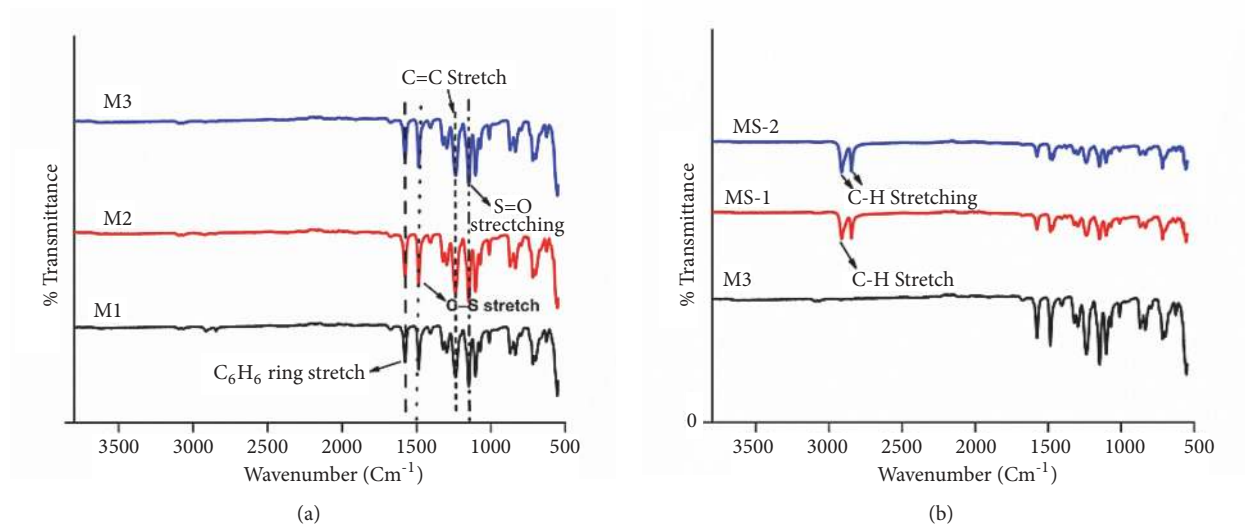 C=C Stretch
M3
S=O
strectching
M2
C–S stretch
M1
C6H6 ring stretch
% Transmittance
3500 3000 2500 2000 1500 1000 500
Wavenumber (Cm-1)
(a)
MS-2
C-H Stretching
MS-1
C-H Stretch
M3
% Transmittance
0
3500 3000 2500 2000 1500 1000 500
Wavenumber (Cm-1)
(b)